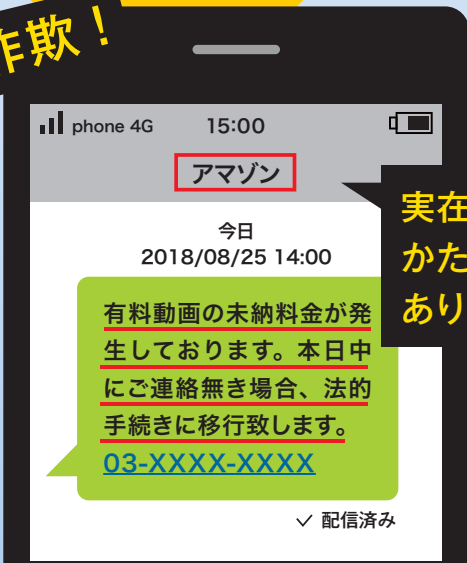 詐欺！
phone 4G 15:00
アマゾン
実在
かた
あり
今日
2018/08/25 14:00
有料動画の未納料金が発
生しております。本日中
にご連絡無き場合、法的
手続きに移行致します。
03-XXXX-XXXX
✓ 配信済み